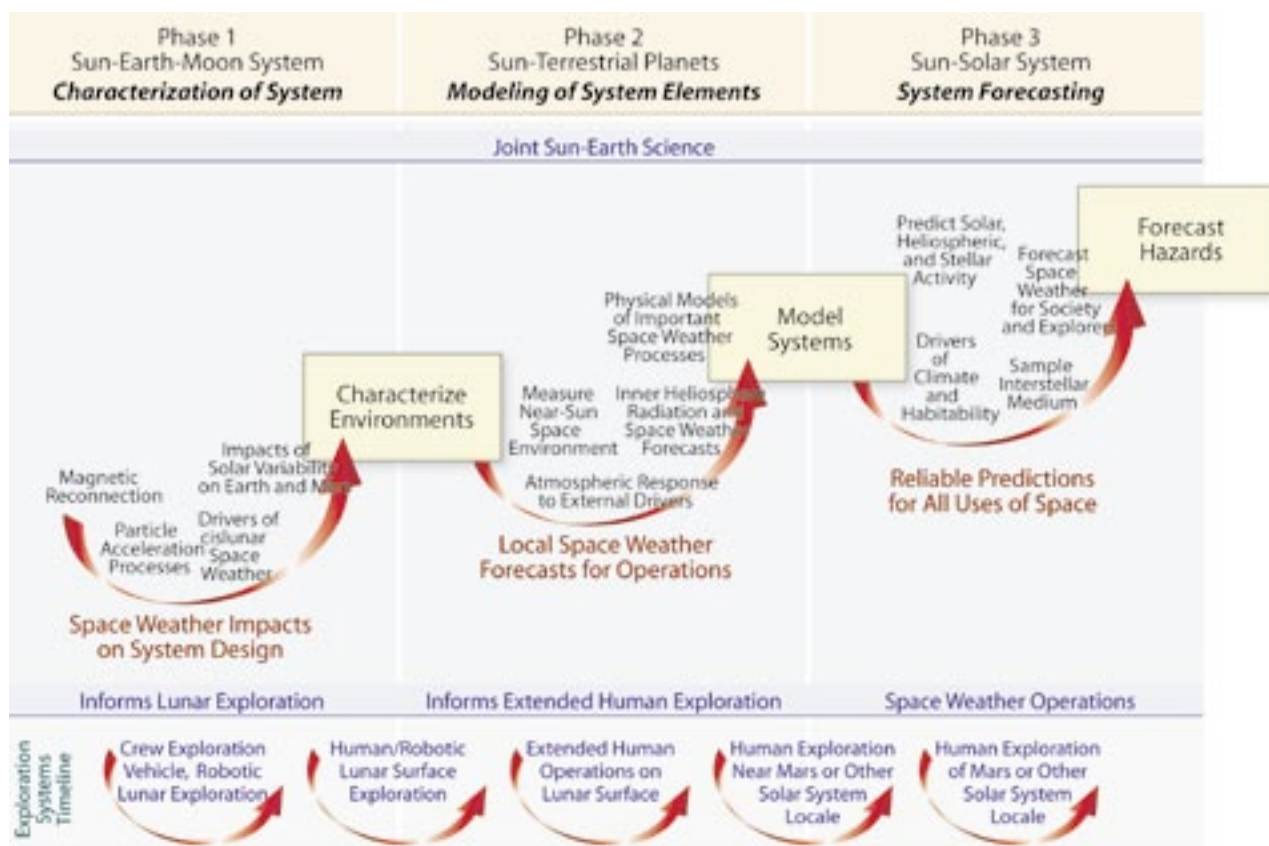 Phase 1
Sun-Earth-Moon System
Characterization of System
Phase 2
Sun-Terrestrial Planets
Modeling of System Elements
Phase 3
Sun-Solar System
System Forecasting
Joint Sun-Earth Science
Magnetic
Reconnection
Particle
Acceleration
Processes
Impacts of
Solar Variability
on Earth and
Drivers of
cislunar
Space
Weather
Space Weather Impacts
on System Design
Characterize
Environments
Measure
Near-Sun
Space
Environment
Physical Models
of Important
Space Weather
Processes
Inner Heliosphere
Radiation and
Space Weather
Forecasts
Atmospheric Response
to External Drivers
Local Space Weather
Forecasts for Operations
Model
Systems
Predict Solar,
Heliospheric,
and Stellar
Activity
Drivers
of
Climate
and
Habitability
Forecast
Space
Weather
for Society
and Explorers
Sample
Interstellar
Medium
Reliable Predictions
for All Uses of Space
Forecast
Hazards
Informs Lunar Exploration
Informs Extended Human Exploration
Space Weather Operations
Exploration
Systems
Timeline
Crew Exploration
Vehicle, Robotic
Lunar Exploration
Human/Robotic
Lunar Surface
Exploration
Extended Human
Operations on
Lunar Surface
Human Exploration
Near Mars or Other
Solar System
Locale
Human Exploration
of Mars or Other
Solar System
Locale